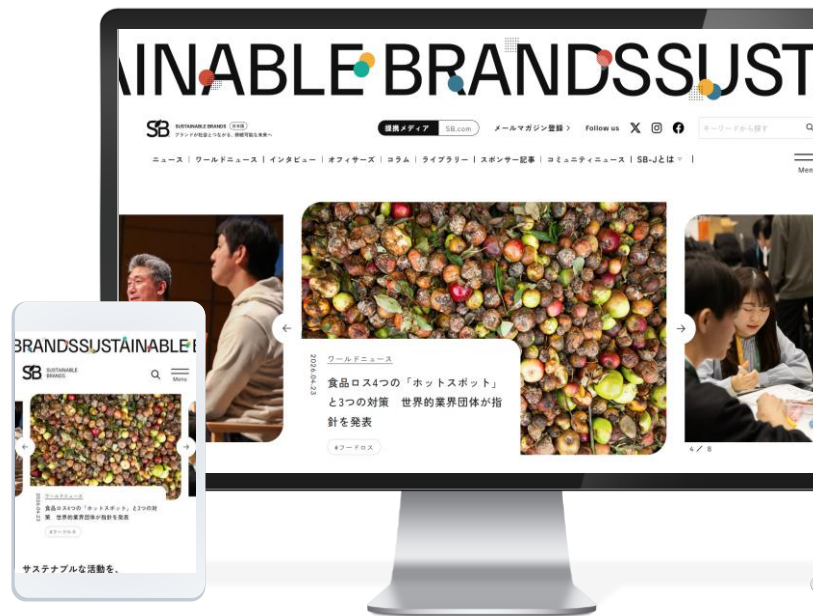 AINABLE BRANDSSUST
SB
SUSTAINABLE BRANDS 日本版
ブランドが社会とつながる、持続可能な未来へ
提携メディア SB.com
メールマガジン登録
Follow us
キーワードから探す
ニュース | ワールドニュース | インタビュー | オフィサーズ | コラム | ライブラリー | スポンサー記事 | コミュニティニュース | SB-Jとは
Men
2026.04.23
ワールドニュース
食品ロス4つの「ホットスポット」
と3つの対策 世界的業界団体が指
針を発表
#フードロス
4 / 8
BRANDSSUSTAINABLE
SB
SUSTAINABLE
BRANDS
Menu
2026.04.23
ワールドニュース
食品ロス4つの「ホットスポット」と3つの対
策 世界的業界団体が指針を発表
#フードロス
サステナブルな活動を、